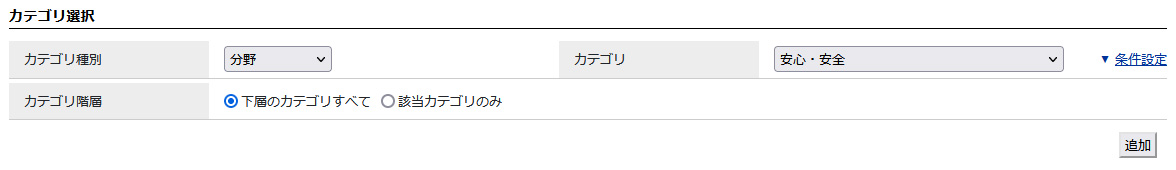 カテゴリ選択
カテゴリ種別 分野 カテゴリ 安心・安全 ▼ 条件設定
カテゴリ階層 下層のカテゴリすべて 該当カテゴリのみ
追加